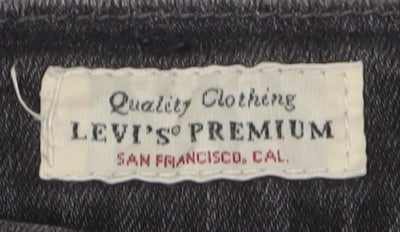 Quality Clothing
LEVI'S® PREMIUM
SAN FRANCISCO, CAL.